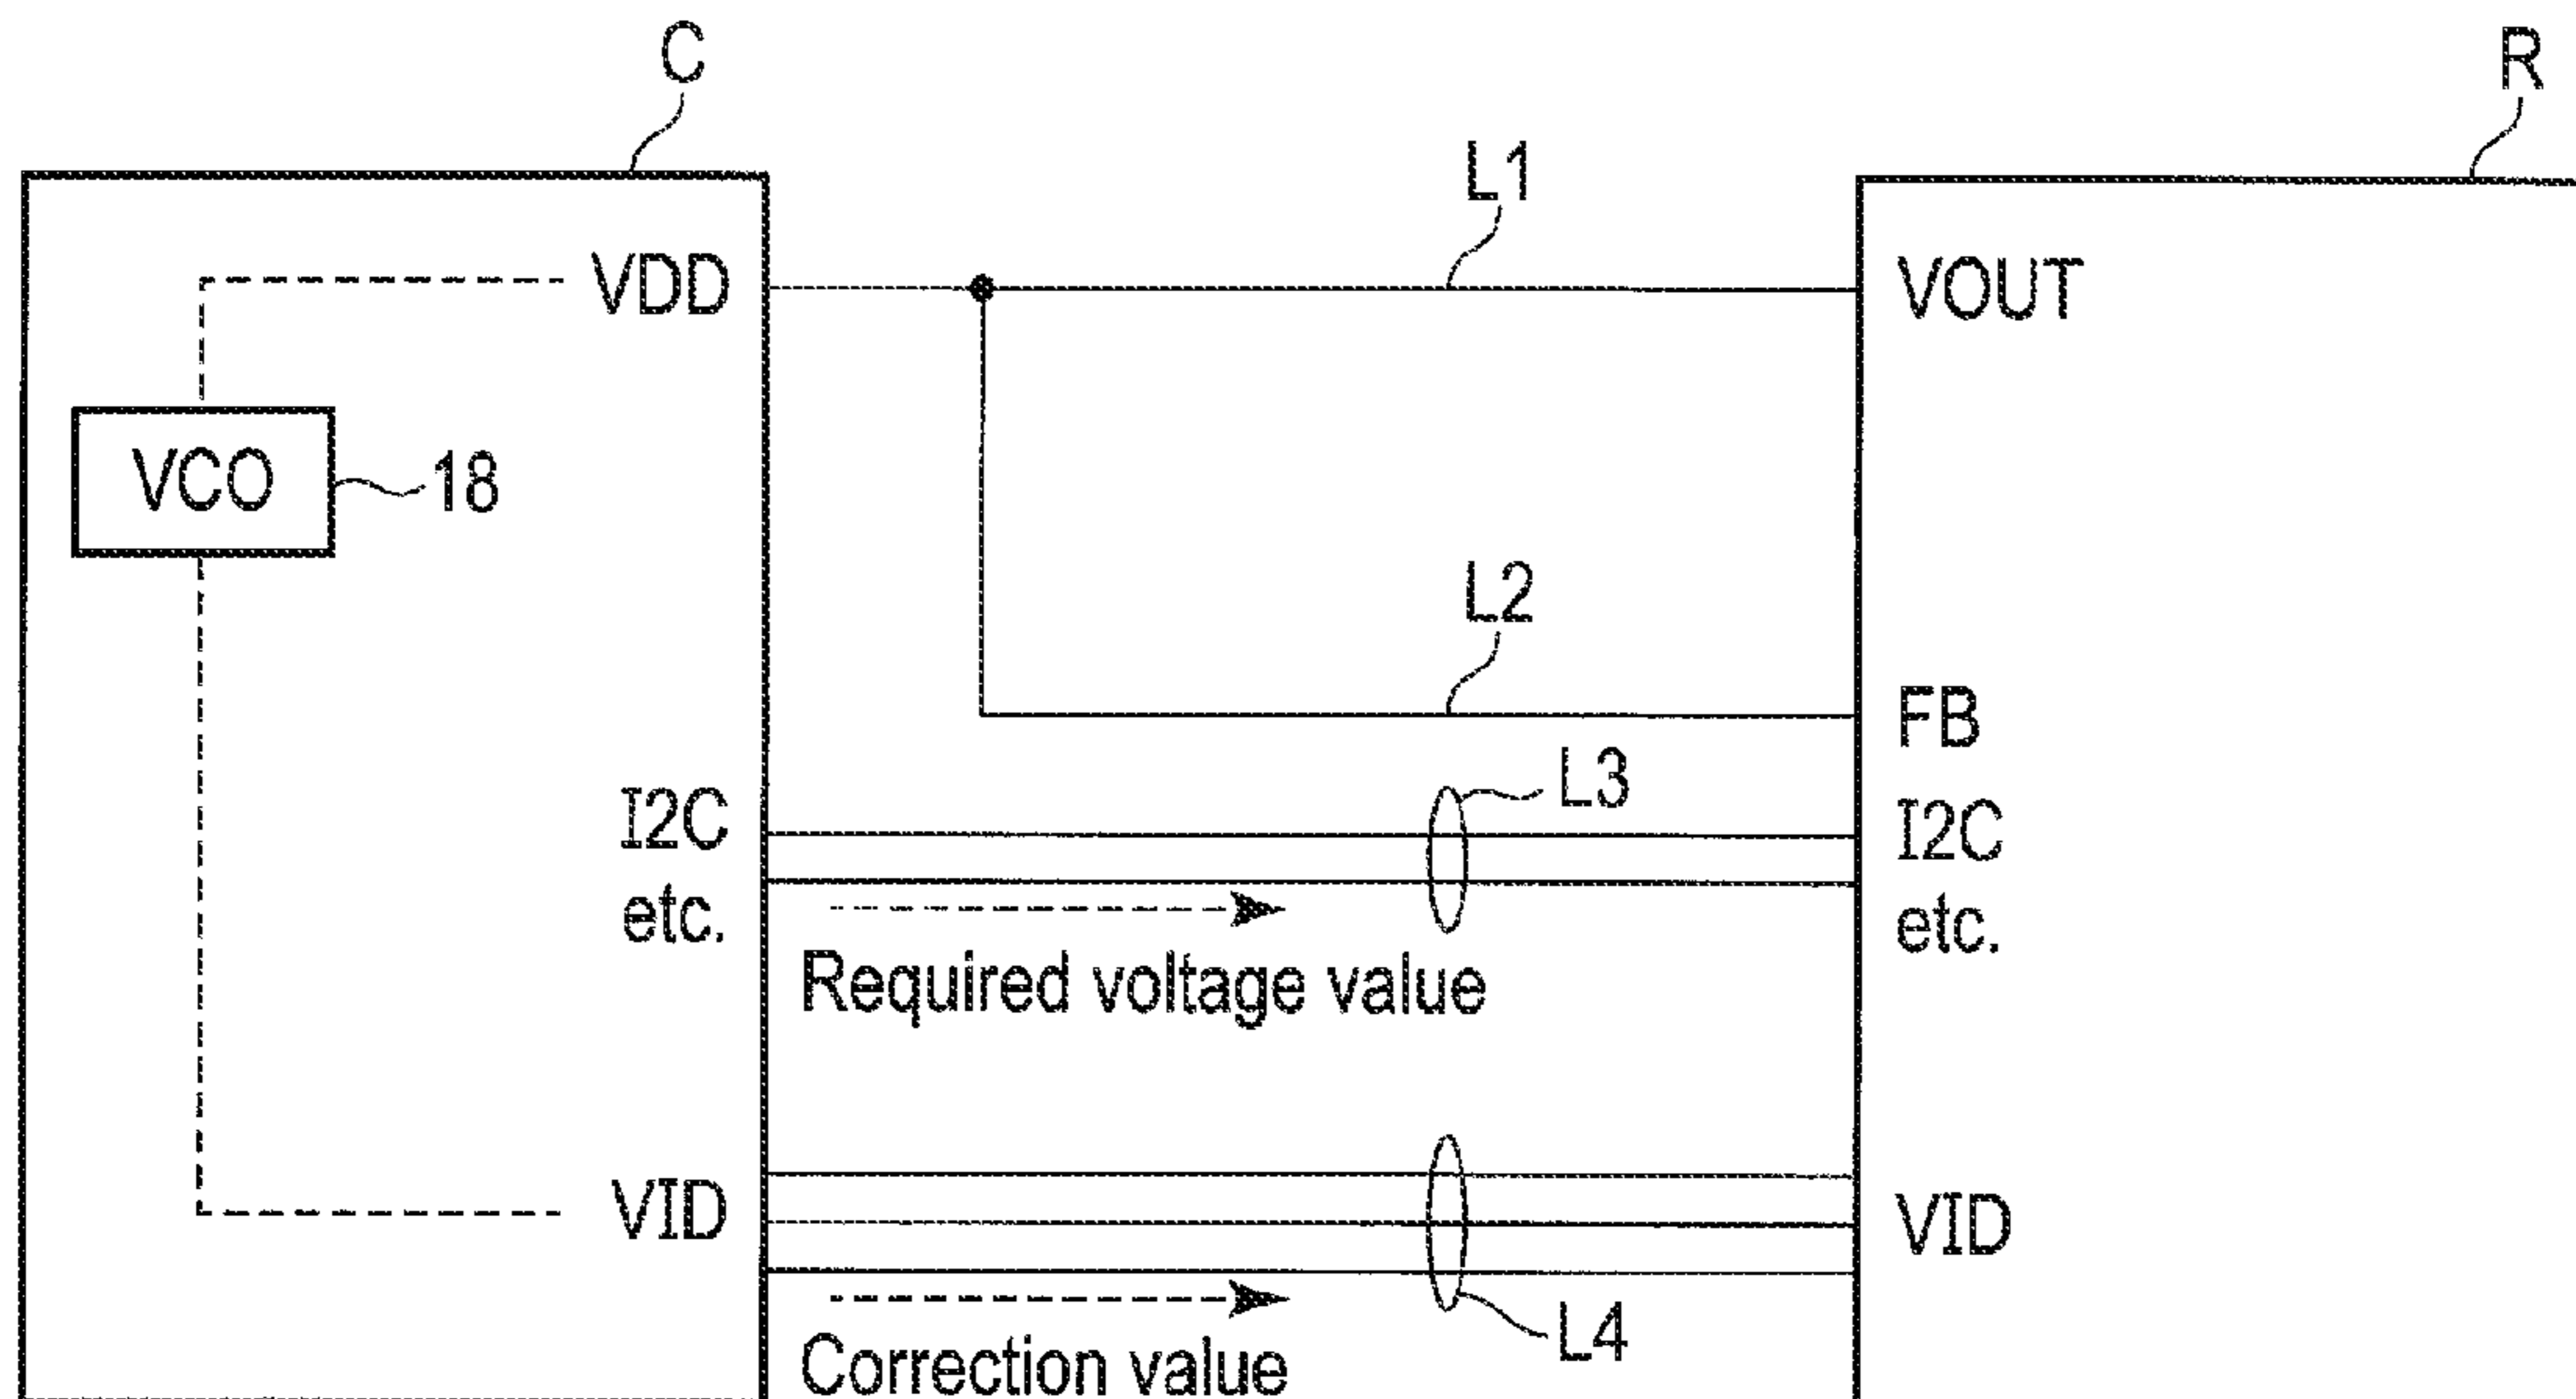 C
R
L1
VDD
VOUT
VCO
18
L2
FB
L3
I2C
etc.
I2C
etc.
Required voltage value
VID
VID
L4
Correction value